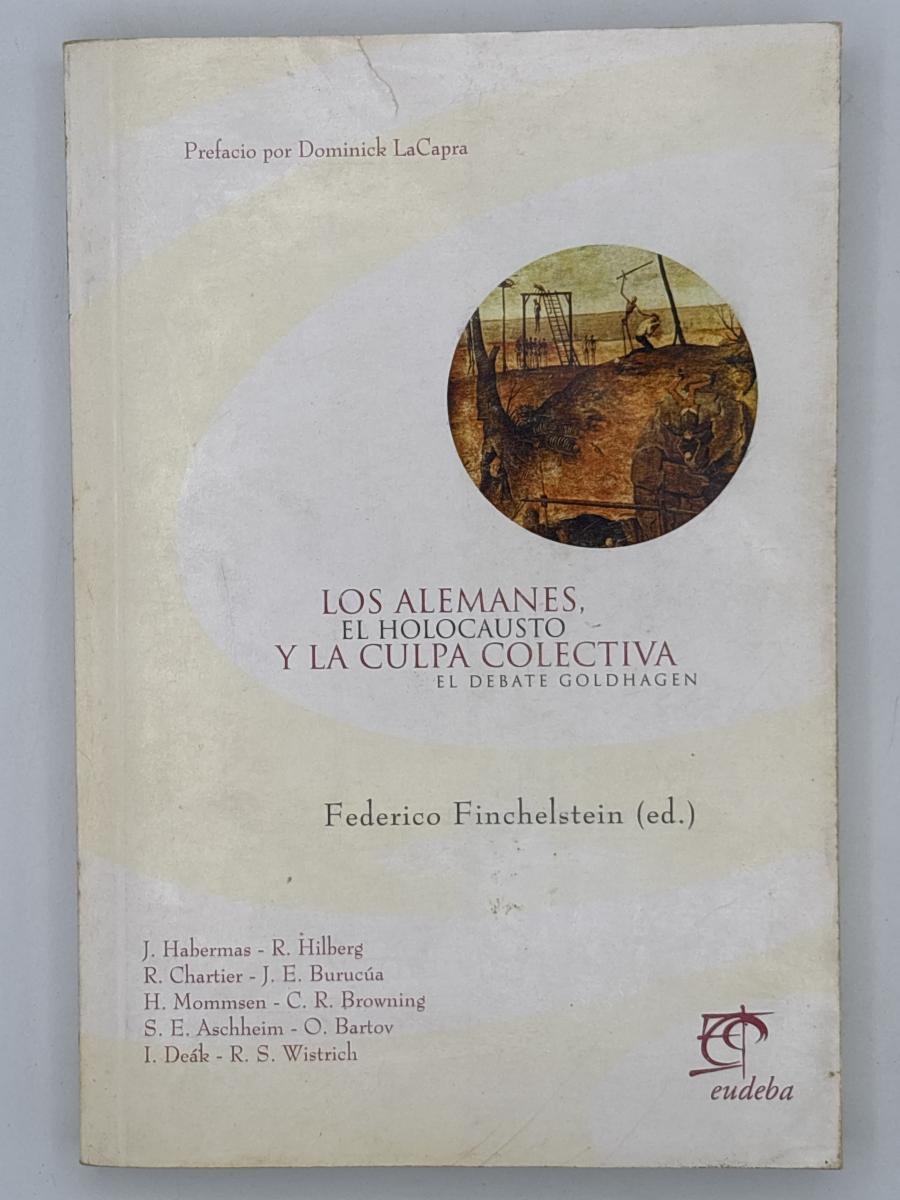 Prefacio por Dominick LaCapra
LOS ALEMANES,
EL HOLOCAUSTO
Y LA CULPA COLECTIVA
EL DEBATE GOLDHAGEN
Federico Finchelstein (ed.)
J. Habermas - R. Hilberg
R. Chartier - J. E. Burucúa
H. Mommsen - C. R. Browning
S. E. Aschheim - O. Bartov
I. Deák - R. S. Wistrich
eudeba